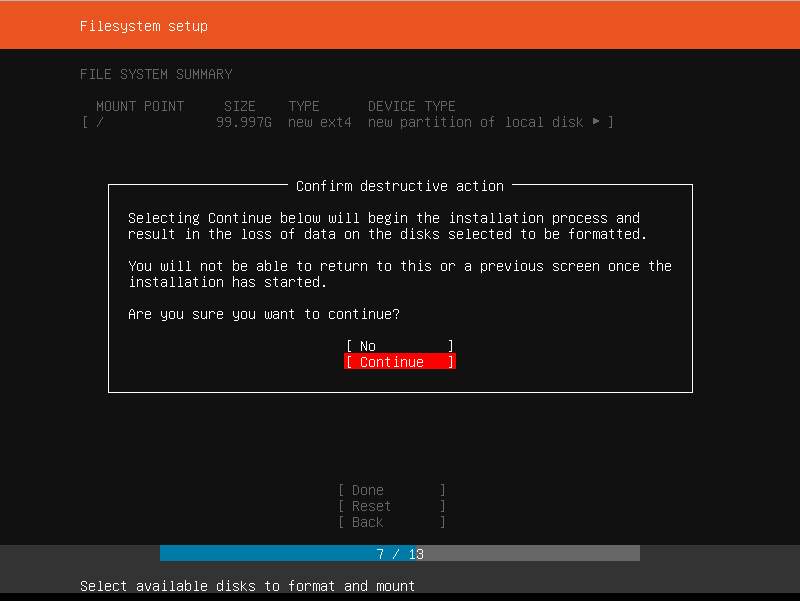 Filesystem setup
FILE SYSTEM SUMMARY
MOUNT POINT     SIZE    TYPE      DEVICE TYPE
[ /              99.997G  new ext4  new partition of local disk ▸ ]
Confirm destructive action
Selecting Continue below will begin the installation process and
result in the loss of data on the disks selected to be formatted.
You will not be able to return to this or a previous screen once the
installation has started.
Are you sure you want to continue?
[ No         ]
[ Continue   ]
[ Done       ]
[ Reset      ]
[ Back       ]
7 / 13
Select available disks to format and mount